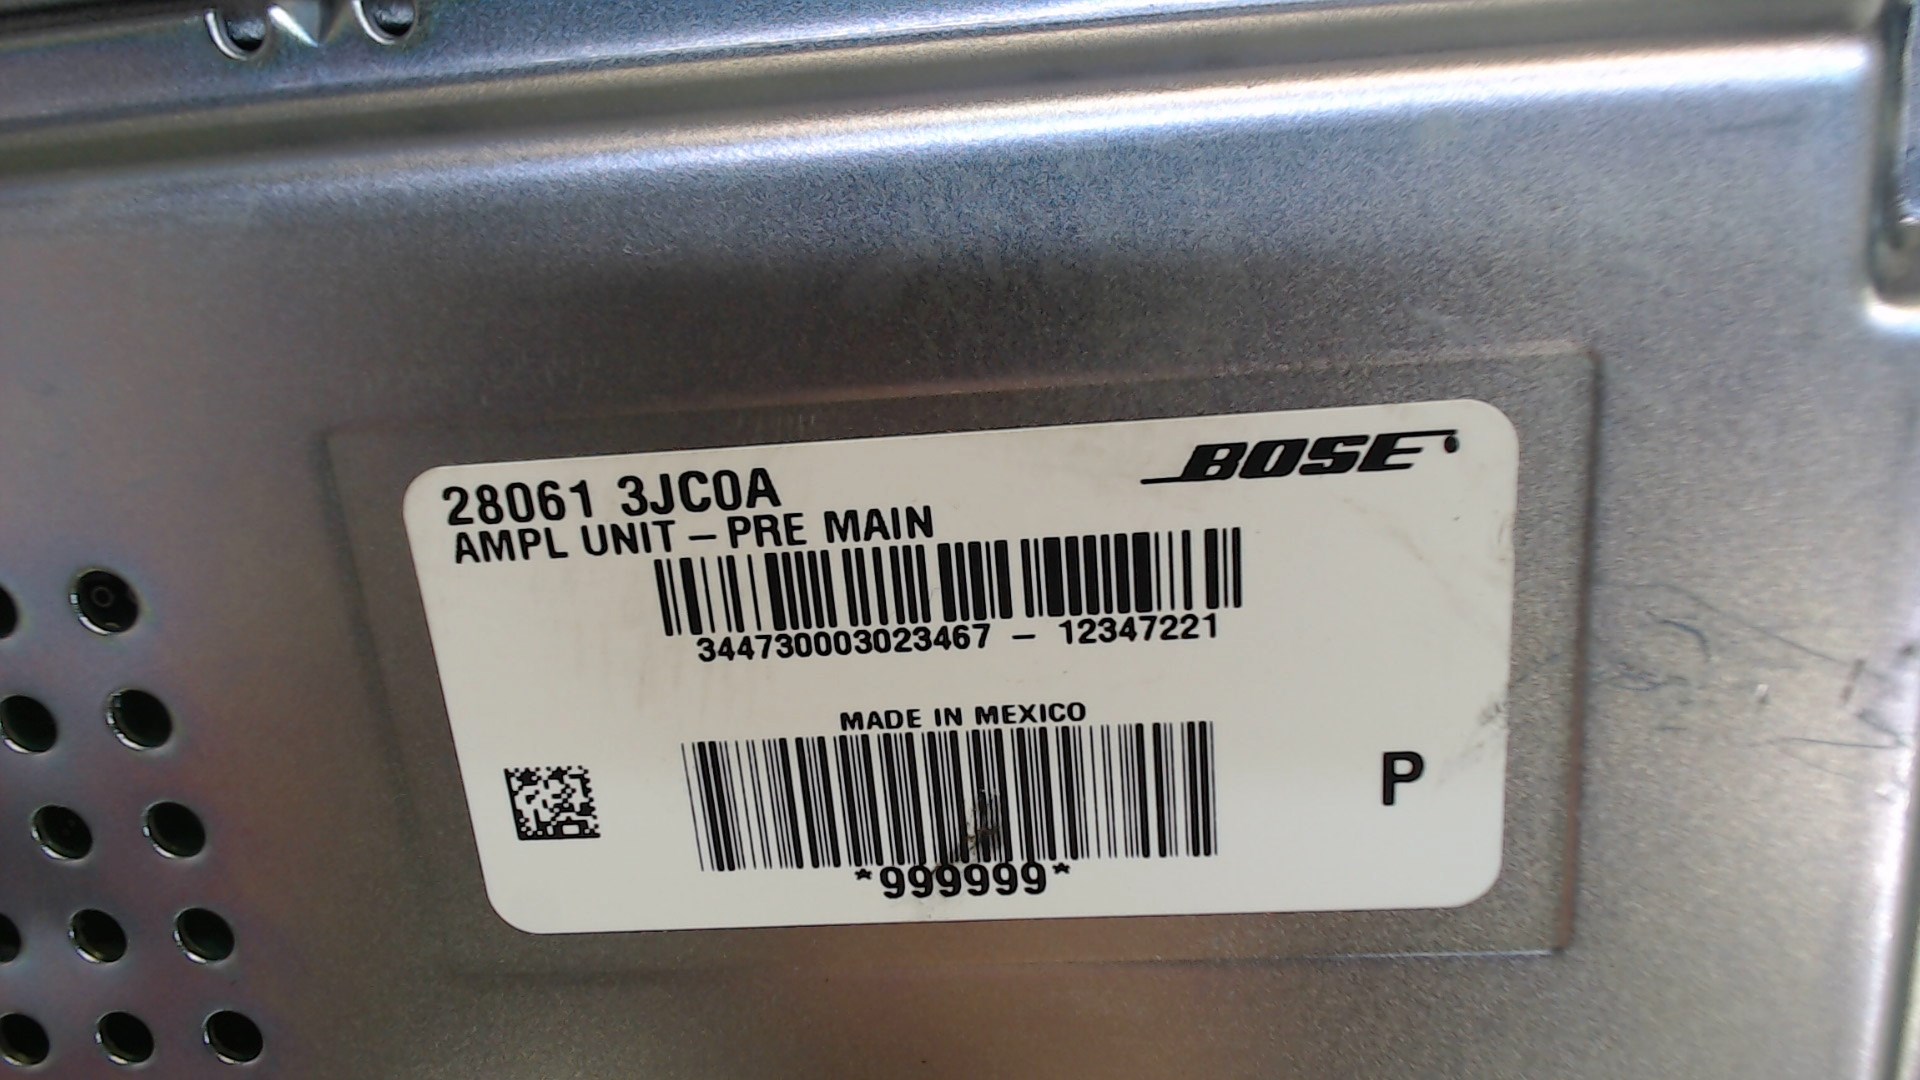 BOSE
28061 3JC0A
AMPL UNIT – PRE MAIN
344730003023467 – 12347221
MADE IN MEXICO
P
*999999*